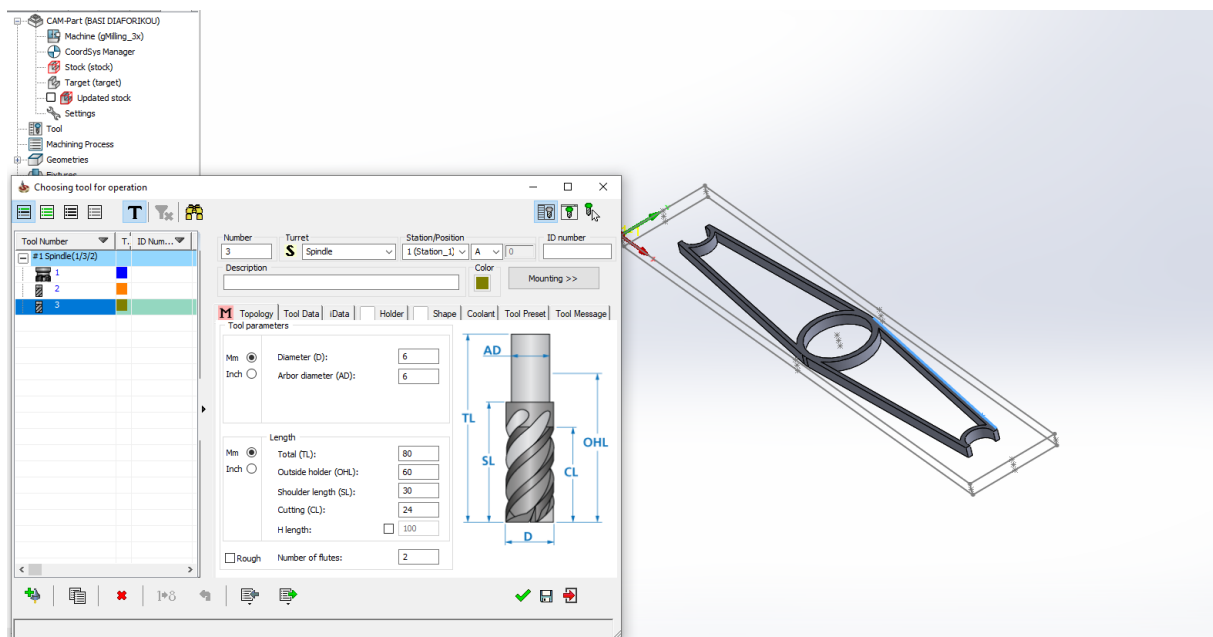 CAM-Part (BASI DIAFORIKOU)
Machine (gMilling_3x)
CoordSys Manager
Stock (stock)
Target (target)
Updated stock
Settings
Tool
Machining Process
Geometries
Fixtures
Choosing tool for operation
T
Tool Number T. ID Num...
#1 Spindle(1/3/2)
1
2
3
Number Turret Station/Position ID number
3 S Spindle 1 (Station_1) A 0
Description Color
Mounting >>
M Topology Tool Data iData Holder Shape Coolant Tool Preset Tool Message
Tool parameters
Mm Diameter (D): 6
Inch Arbor diameter (AD): 6
Length
Mm Total (TL): 80
Inch Outside holder (OHL): 60
Shoulder length (SL): 30
Cutting (CL): 24
H length: 100
Rough Number of flutes: 2
AD
TL
OHL
SL
CL
D